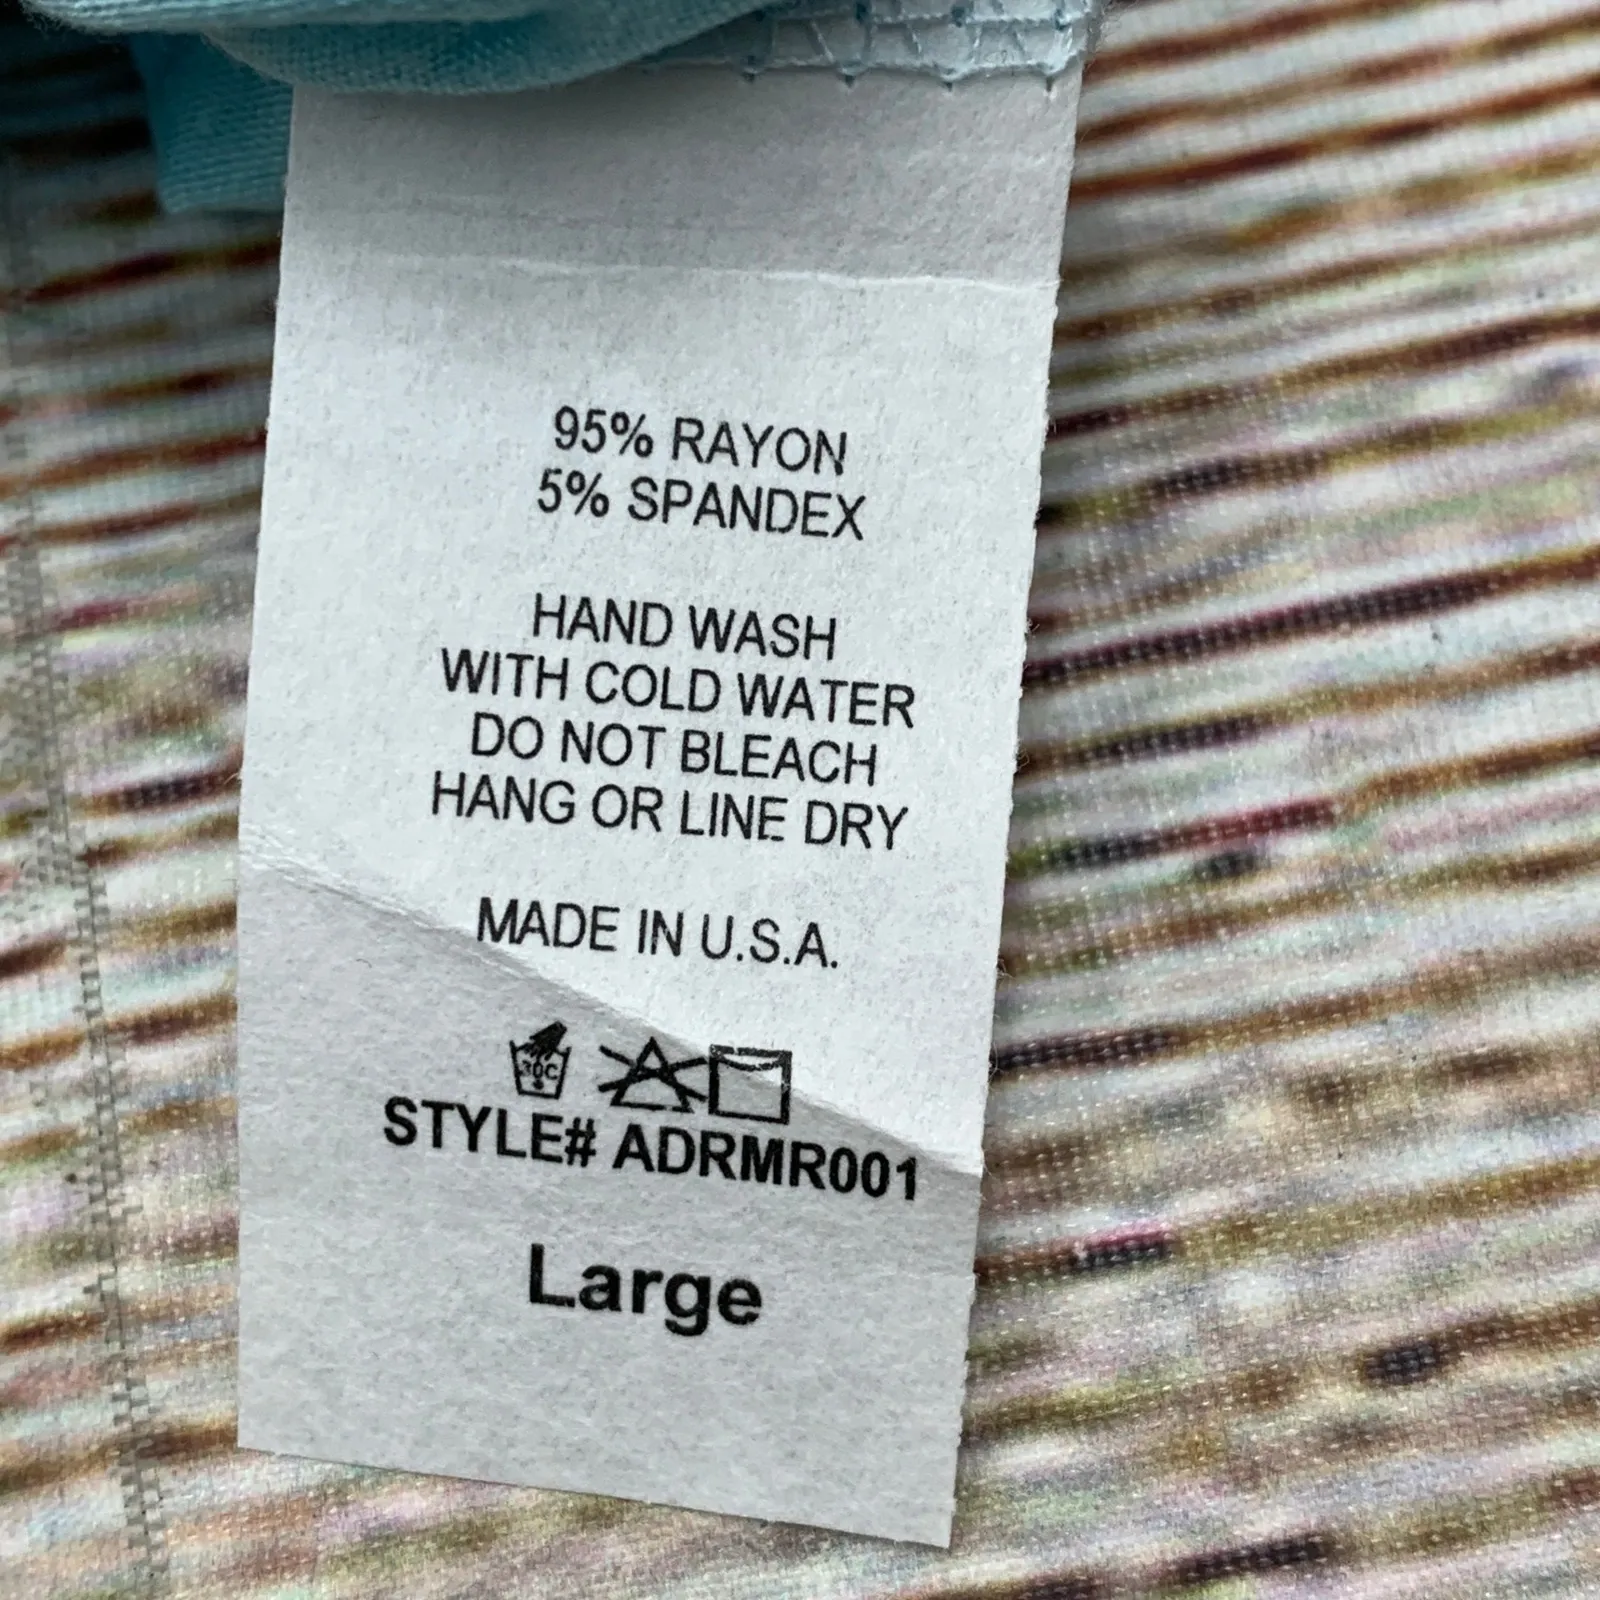 95% RAYON
5% SPANDEX
HAND WASH
WITH COLD WATER
DO NOT BLEACH
HANG OR LINE DRY
MADE IN U.S.A.
30C
STYLE# ADRMR001
Large